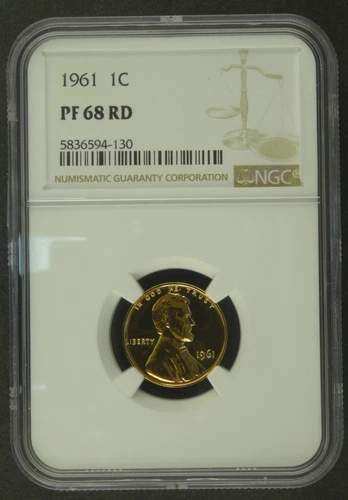 1961 1C
PF 68 RD
5836594-130
NUMISMATIC GUARANTY CORPORATION
NGC®
IN GOD WE TRUST
LIBERTY
1961